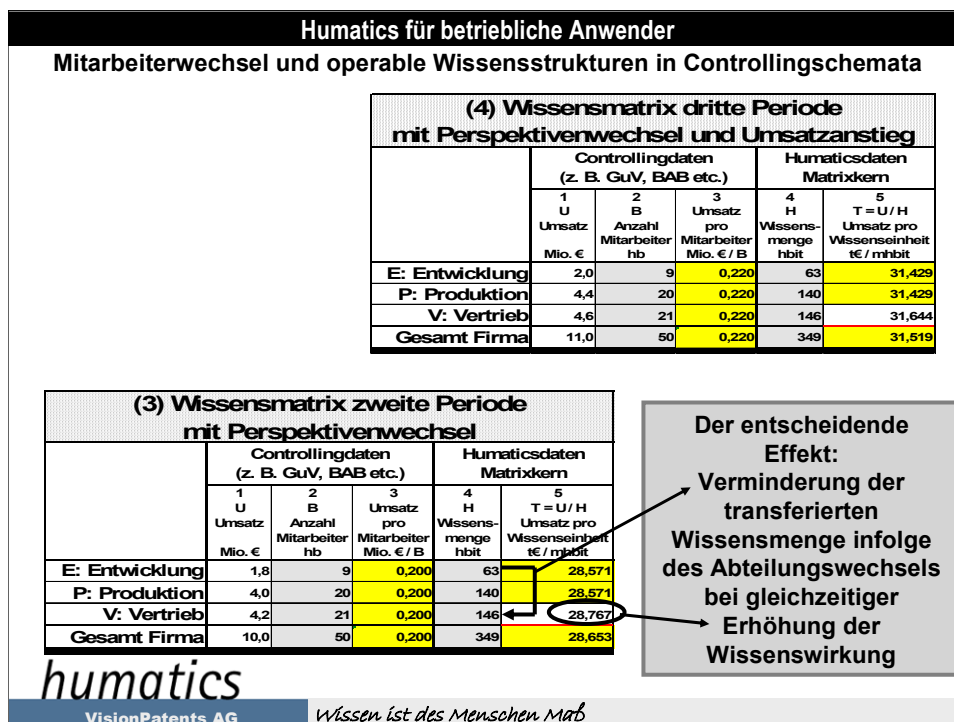 Humatics für betriebliche Anwender
Mitarbeiterwechsel und operable Wissensstrukturen in Controllingschemata
(4) Wissensmatrix dritte Periode
mit Perspektivenwechsel und Umsatzanstieg
Controllingdaten Humaticsdaten
(z. B. GuV, BAB etc.) Matrixkern
1 2 3 4 5
U B Umsatz H T = U / H
Umsatz Anzahl pro Wissens- Umsatz pro
Mitarbeiter Mitarbeiter menge Wissenseinheit
Mio. € hb Mio. € / B hbit t€ / mhbit
E: Entwicklung 2,0 9 0,220 63 31,429
P: Produktion 4,4 20 0,220 140 31,429
V: Vertrieb 4,6 21 0,220 146 31,644
Gesamt Firma 11,0 50 0,220 349 31,519
(3) Wissensmatrix zweite Periode
mit Perspektivenwechsel
Controllingdaten Humaticsdaten
(z. B. GuV, BAB etc.) Matrixkern
1 2 3 4 5
U B Umsatz H T = U / H
Umsatz Anzahl pro Wissens- Umsatz pro
Mitarbeiter Mitarbeiter menge Wissenseinheit
Mio. € hb Mio. € / B hbit t€ / mhbit
E: Entwicklung 1,8 9 0,200 63 28,571
P: Produktion 4,0 20 0,200 140 28,571
V: Vertrieb 4,2 21 0,200 146 28,767
Gesamt Firma 10,0 50 0,200 349 28,653
Der entscheidende
Effekt:
Verminderung der
transferierten
Wissensmenge infolge
des Abteilungswechsels
bei gleichzeitiger
Erhöhung der
Wissenswirkung
humatics
VisionPatents AG
Wissen ist des Menschen Maß